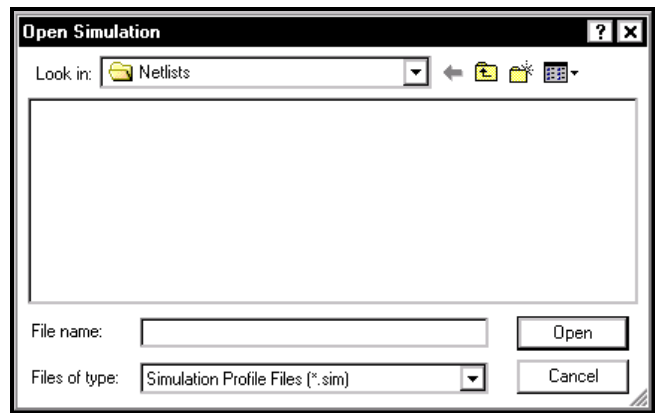 Open Simulation
Look in: Netlists
File name:
Open
Files of type: Simulation Profile Files (*.sim)
Cancel